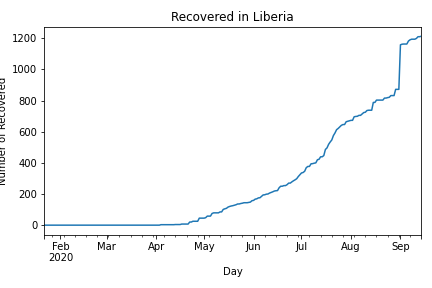 Recovered in Liberia
Number of Recovered
1200
1000
800
600
400
200
0
Feb Mar Apr May Jun Jul Aug Sep
2020
Day